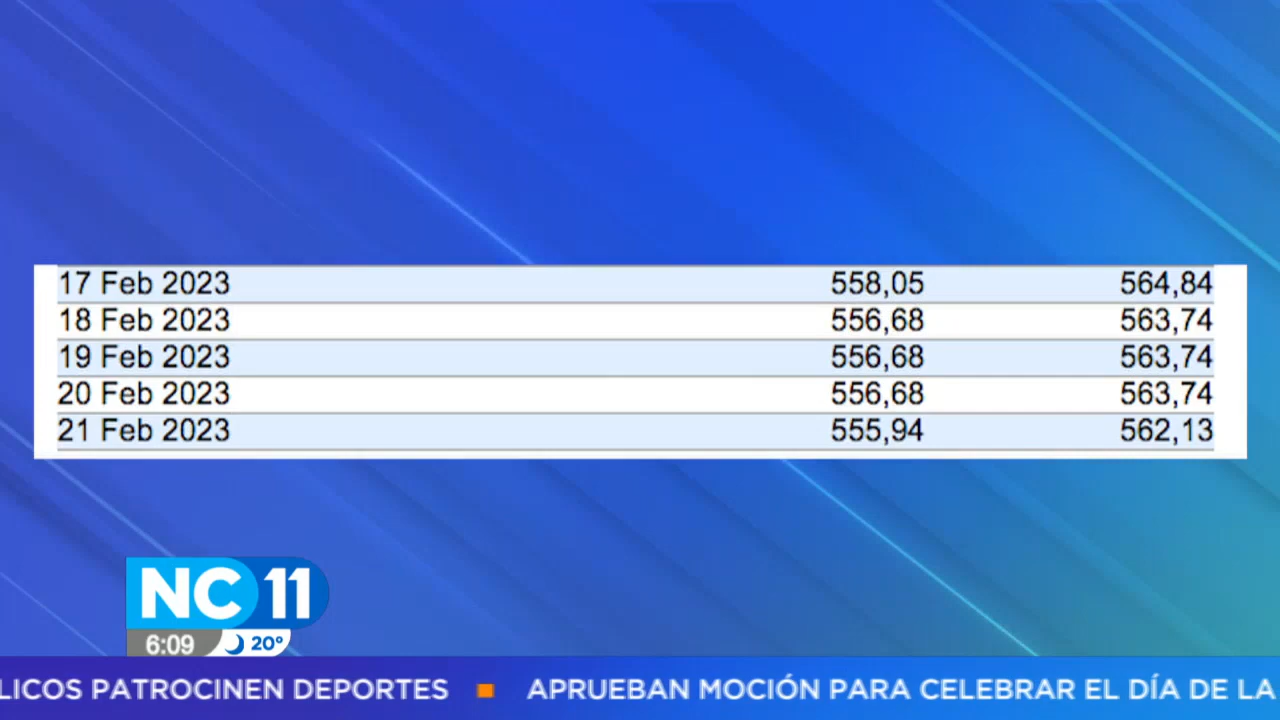 17 Feb 2023 558,05 564,84
18 Feb 2023 556,68 563,74
19 Feb 2023 556,68 563,74
20 Feb 2023 556,68 563,74
21 Feb 2023 555,94 562,13
NC 11
6:09 20°
LICOS PATROCINEN DEPORTES ■ APRUEBAN MOCIÓN PARA CELEBRAR EL DÍA DE LA